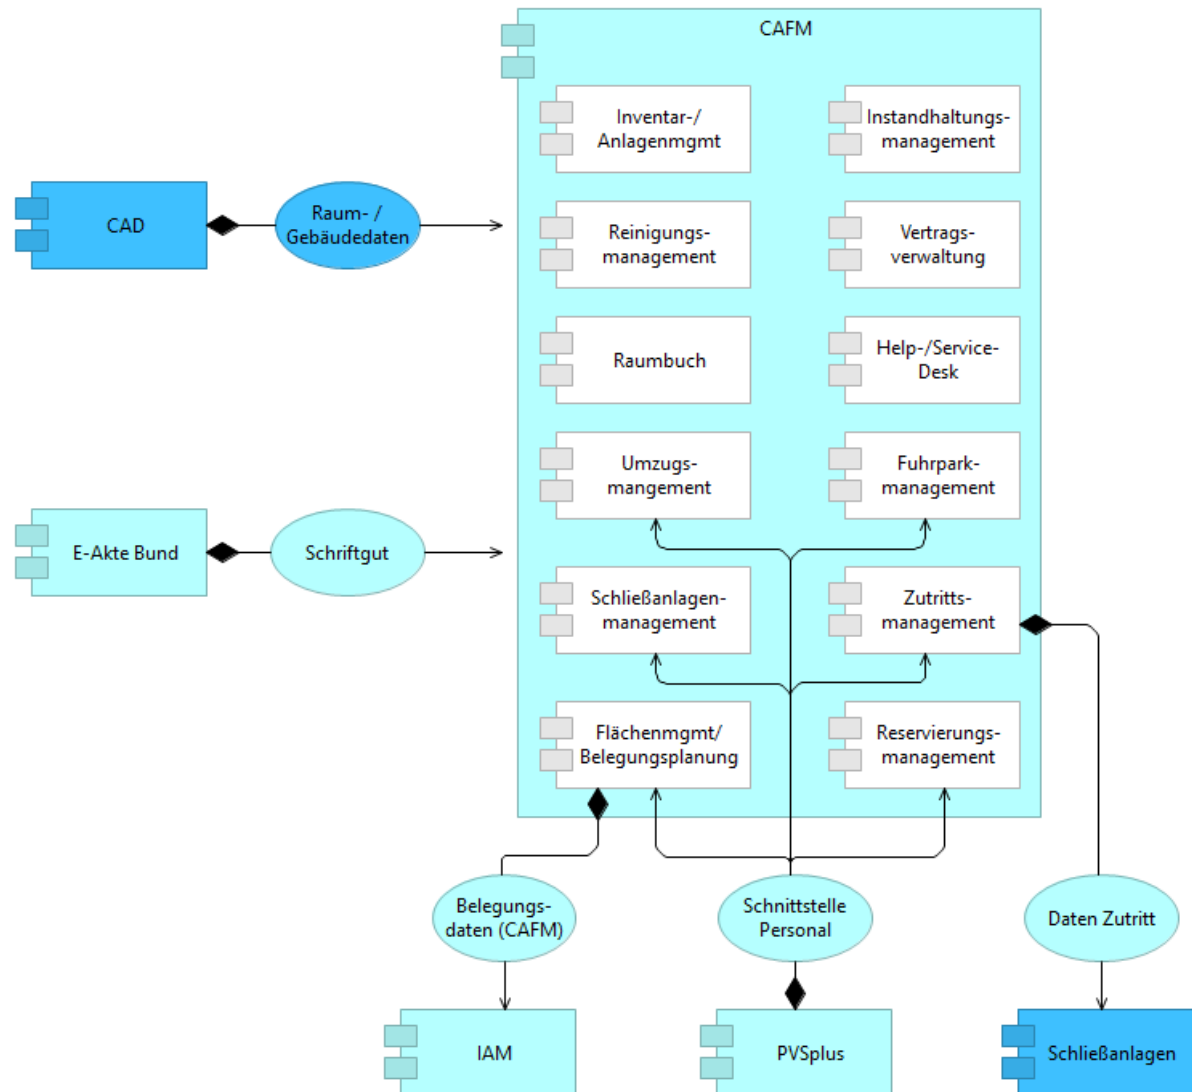 CAFM
Inventar-/
Anlagenmgmt
Instandhaltungs-
management
CAD
Raum- /
Gebäudedaten
Reinigungs-
management
Vertrags-
verwaltung
Raumbuch
Help-/Service-
Desk
Umzugs-
mangement
Fuhrpark-
management
E-Akte Bund
Schriftgut
Schließanlagen-
management
Zutritts-
management
Flächenmgmt/
Belegungsplanung
Reservierungs-
management
Belegungs-
daten (CAFM)
Schnittstelle
Personal
Daten Zutritt
IAM
PVSplus
Schließanlagen